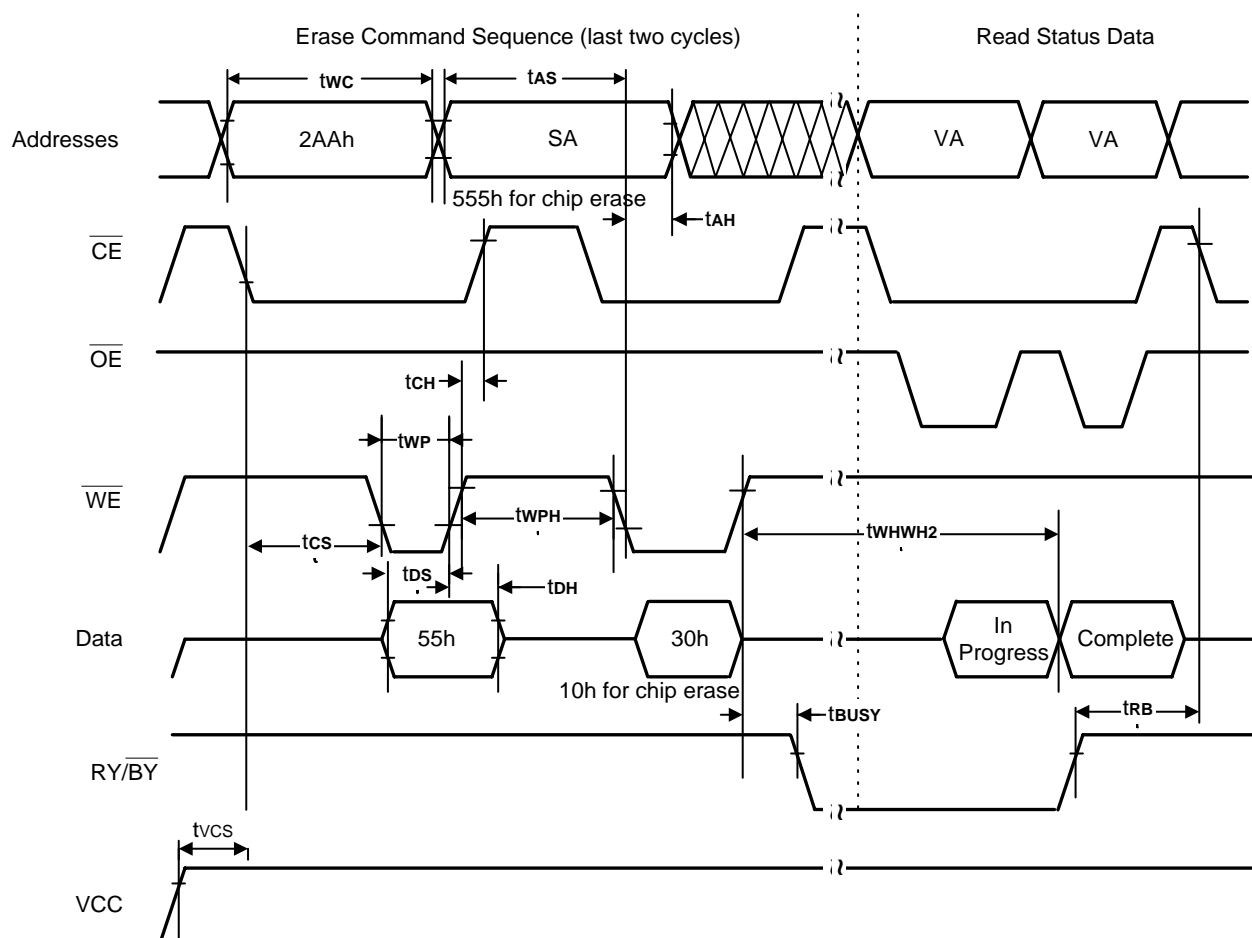 Erase Command Sequence (last two cycles)
Read Status Data
tWC
tAS
Addresses
2AAh
SA
VA
VA
555h for chip erase
tAH
CE
OE
tCH
tWP
WE
tWPH
tWHWH2
tCS
tDS
tDH
Data
55h
30h
In
Progress
Complete
10h for chip erase
tBUSY
tRB
RY/BY
tVCS
VCC